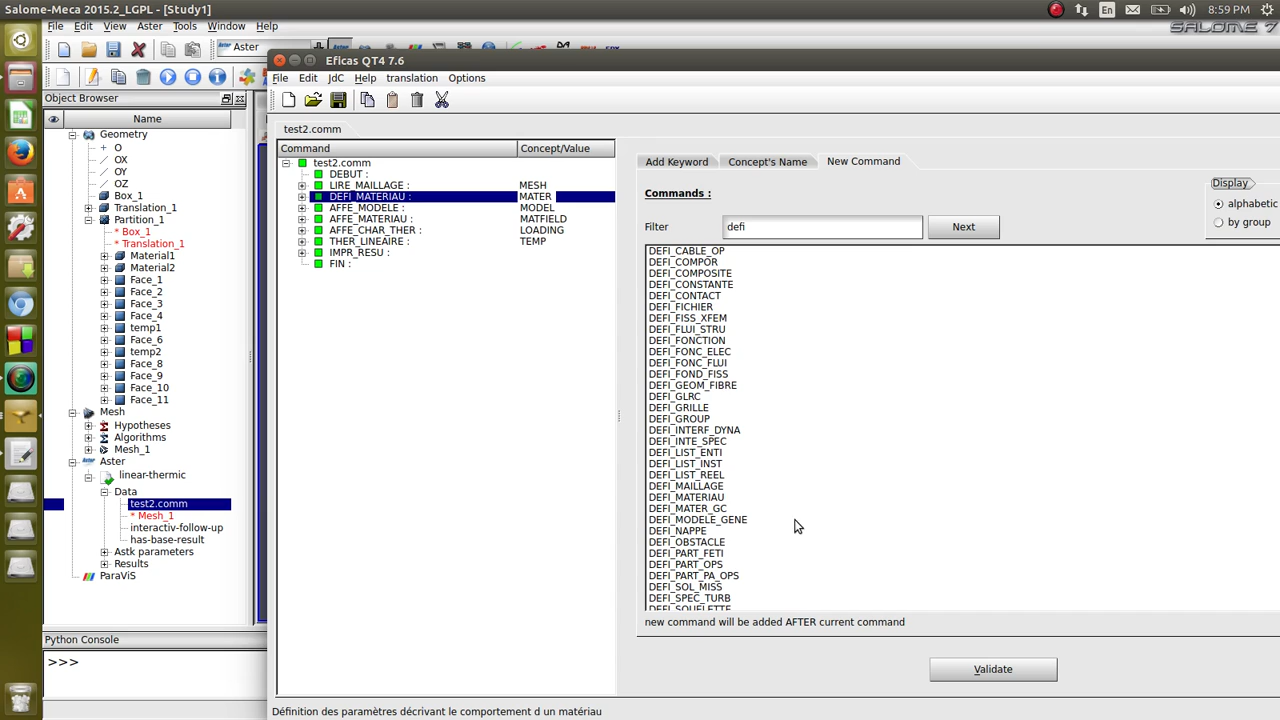 Salome-Meca 2015.2_LGPL - [Study1]
En
8:59 PM
File Edit View Aster Tools Window Help
SALOME 7
Aster
Object Browser
Name
Geometry
O
OX
OY
OZ
Box_1
Translation_1
Partition_1
* Box_1
* Translation_1
Material1
Material2
Face_1
Face_2
Face_3
Face_4
temp1
Face_6
temp2
Face_8
Face_9
Face_10
Face_11
Mesh
Hypotheses
Algorithms
Mesh_1
Aster
linear-thermic
Data
test2.comm
* Mesh_1
interactiv-follow-up
has-base-result
Astk parameters
Results
ParaViS
Python Console
>>>
Eficas QT4 7.6
File Edit JdC Help translation Options
test2.comm
Command Concept/Value
test2.comm
DEBUT :
LIRE_MAILLAGE : MESH
DEFI_MATERIAU : MATER
AFFE_MODELE : MODEL
AFFE_MATERIAU : MATFIELD
AFFE_CHAR_THER : LOADING
THER_LINEAIRE : TEMP
IMPR_RESU :
FIN :
Add Keyword Concept's Name New Command
Commands :
Display
alphabetic
by group
Filter defi Next
DEFI_CABLE_OP
DEFI_COMPOR
DEFI_COMPOSITE
DEFI_CONSTANTE
DEFI_CONTACT
DEFI_FICHIER
DEFI_FISS_XFEM
DEFI_FLUI_STRU
DEFI_FONCTION
DEFI_FONC_ELEC
DEFI_FONC_FLUI
DEFI_FOND_FISS
DEFI_GEOM_FIBRE
DEFI_GLRC
DEFI_GRILLE
DEFI_GROUP
DEFI_INTERF_DYNA
DEFI_INTE_SPEC
DEFI_LIST_ENTI
DEFI_LIST_INST
DEFI_LIST_REEL
DEFI_MAILLAGE
DEFI_MATERIAU
DEFI_MATER_GC
DEFI_MODELE_GENE
DEFI_NAPPE
DEFI_OBSTACLE
DEFI_PART_FETI
DEFI_PART_OPS
DEFI_PART_PA_OPS
DEFI_SOL_MISS
DEFI_SPEC_TURB
DEFI_SQUELETTE
new command will be added AFTER current command
Validate
Définition des paramètres décrivant le comportement d un matériau